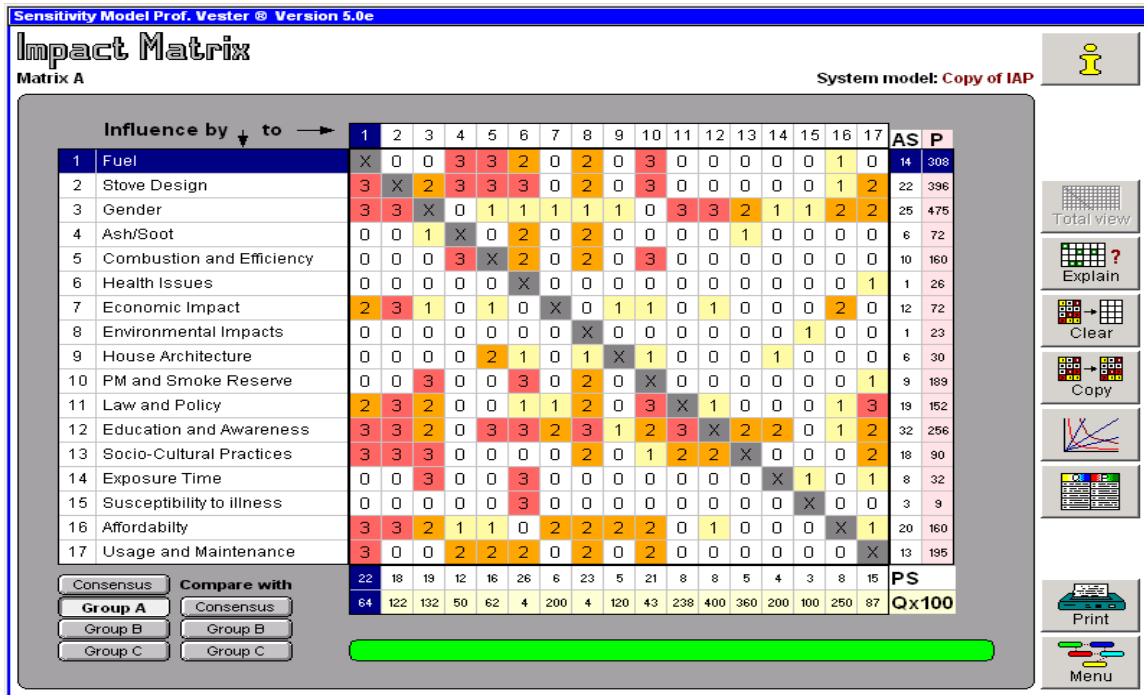 Sensitivity Model Prof. Vester ® Version 5.0e
Impact Matrix
Matrix A
System model: Copy of IAP
Influence by ↓ to → 1 2 3 4 5 6 7 8 9 10 11 12 13 14 15 16 17 AS P
1 Fuel X 0 0 3 3 2 0 2 0 3 0 0 0 0 0 1 0 14 308
2 Stove Design 3 X 2 3 3 3 0 2 0 3 0 0 0 0 0 1 2 22 396
3 Gender 3 3 X 0 1 1 1 1 1 0 3 3 2 1 1 2 2 25 475
4 Ash/Soot 0 0 1 X 0 2 0 2 0 0 0 0 1 0 0 0 0 6 72
5 Combustion and Efficiency 0 0 0 3 X 2 0 2 0 3 0 0 0 0 0 0 0 10 160
6 Health Issues 0 0 0 0 0 X 0 0 0 0 0 0 0 0 0 0 1 1 26
7 Economic Impact 2 3 1 0 1 0 X 0 1 1 0 1 0 0 0 2 0 12 72
8 Environmental Impacts 0 0 0 0 0 0 0 X 0 0 0 0 0 0 1 0 0 1 23
9 House Architecture 0 0 0 0 2 1 0 1 X 1 0 0 0 1 0 0 0 6 30
10 PM and Smoke Reserve 0 0 3 0 0 3 0 2 0 X 0 0 0 0 0 0 1 9 189
11 Law and Policy 2 3 2 0 0 1 1 2 0 3 X 1 0 0 0 1 3 19 152
12 Education and Awareness 3 3 2 0 3 3 2 3 1 2 3 X 2 2 0 1 2 32 256
13 Socio-Cultural Practices 3 3 3 0 0 0 0 2 0 1 2 2 X 0 0 0 2 18 90
14 Exposure Time 0 0 3 0 0 3 0 0 0 0 0 0 0 X 1 0 1 8 32
15 Susceptibility to illness 0 0 0 0 0 3 0 0 0 0 0 0 0 0 X 0 0 3 9
16 Affordabilty 3 3 2 1 1 0 2 2 2 2 0 1 0 0 0 X 1 20 160
17 Usage and Maintenance 3 0 0 2 2 2 0 2 0 2 0 0 0 0 0 0 X 13 195
22 18 19 12 16 26 6 23 5 21 8 8 5 4 3 8 15 PS
64 122 132 50 62 4 200 4 120 43 238 400 360 200 100 250 87 Qx100
Consensus Compare with
Group A Consensus
Group B Group B
Group C Group C
i
Total view
?
Explain
Clear
Copy
Q P
Print
Menu